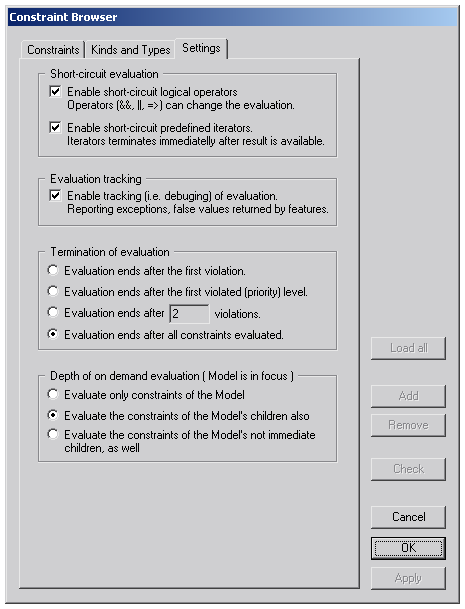 Constraint Browser
Constraints
Kinds and Types
Settings
Short-circuit evaluation
Enable short-circuit logical operators
Operators (&&, ||, =>) can change the evaluation.
Enable short-circuit predefined iterators.
Iterators terminates immediatelly after result is available.
Evaluation tracking
Enable tracking (i.e. debuging) of evaluation.
Reporting exceptions, false values returned by features.
Termination of evaluation
Evaluation ends after the first violation.
Evaluation ends after the first violated (priority) level.
Evaluation ends after 2 violations.
Evaluation ends after all constraints evaluated.
Depth of on demand evaluation ( Model is in focus )
Evaluate only constraints of the Model
Evaluate the constraints of the Model's children also
Evaluate the constraints of the Model's not immediate
children, as well
Load all
Add
Remove
Check
Cancel
OK
Apply